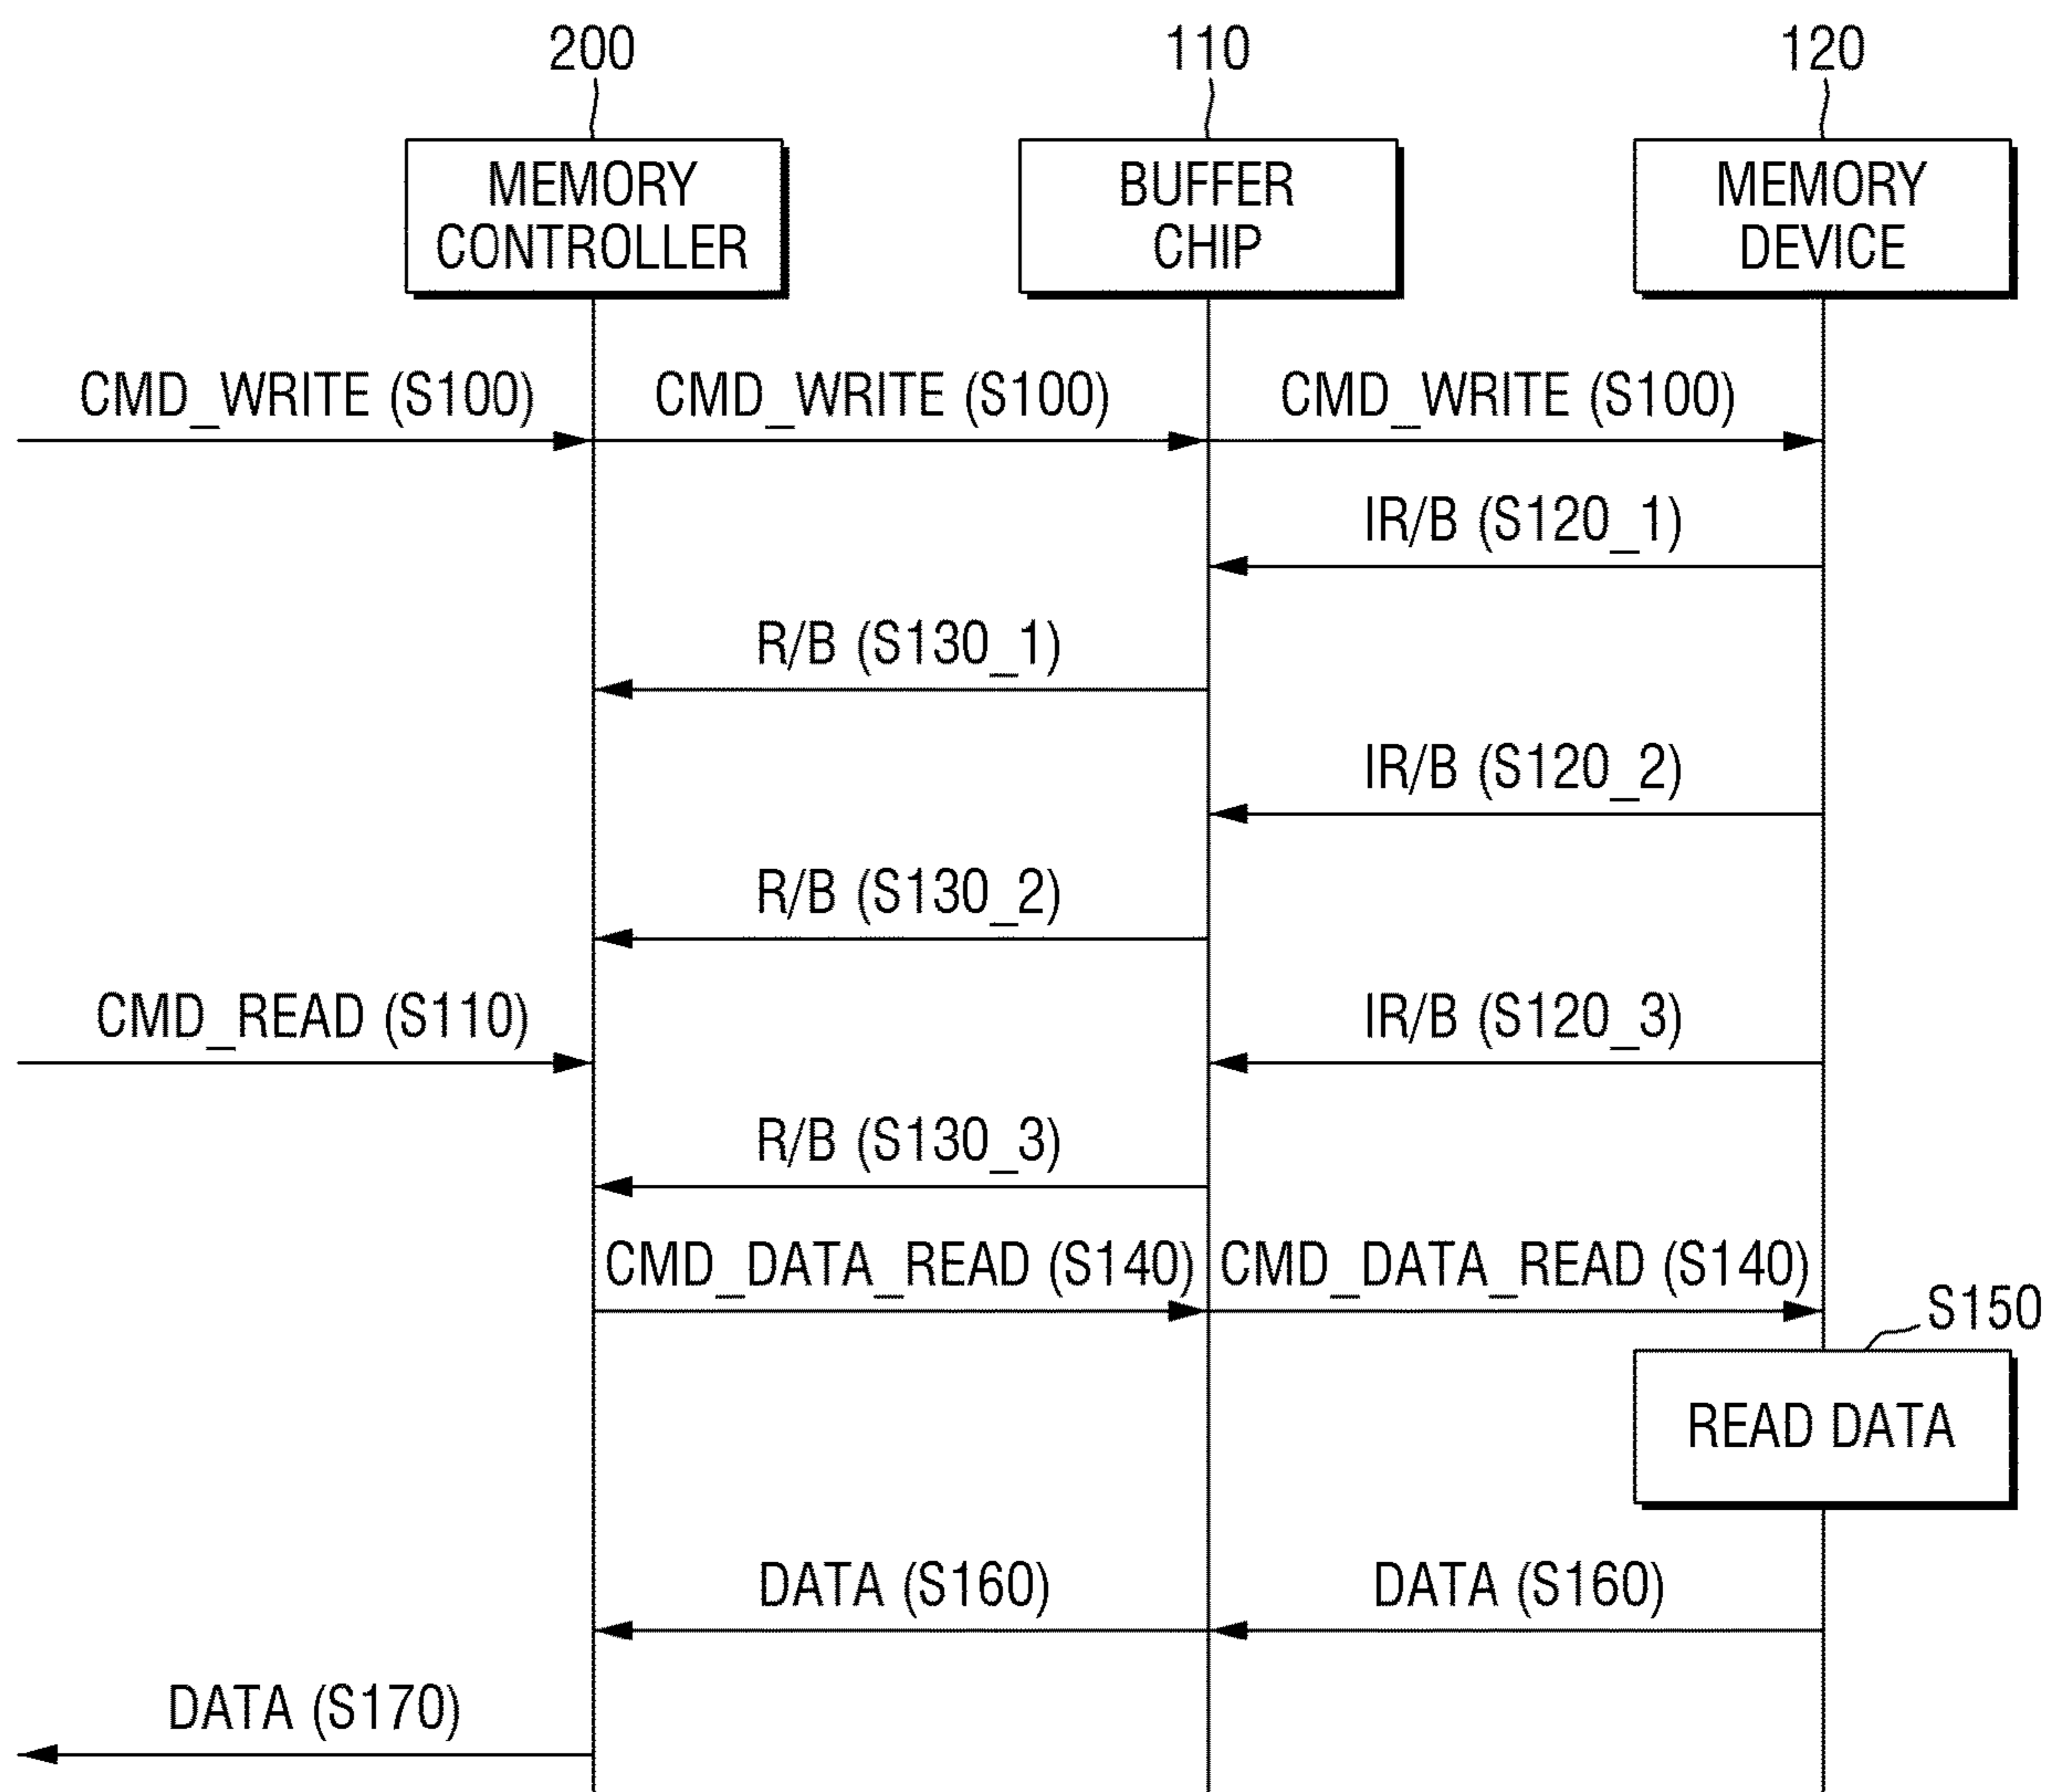 200
110
120
MEMORY
CONTROLLER
BUFFER
CHIP
MEMORY
DEVICE
CMD_WRITE (S100)
CMD_WRITE (S100)
CMD_WRITE (S100)
IR/B (S120_1)
R/B (S130_1)
IR/B (S120_2)
R/B (S130_2)
CMD_READ (S110)
IR/B (S120_3)
R/B (S130_3)
CMD_DATA_READ (S140)
CMD_DATA_READ (S140)
S150
READ DATA
DATA (S160)
DATA (S160)
DATA (S170)